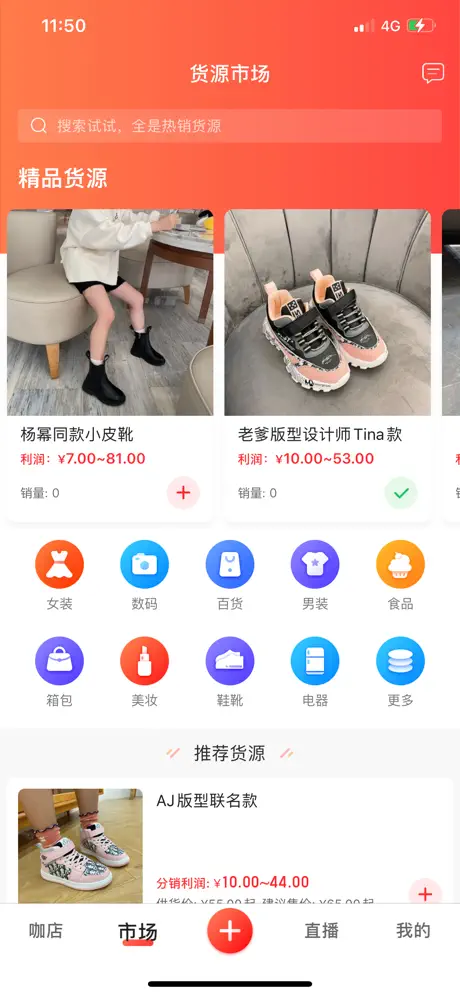 11:50
4G
货源市场
搜索试试，全是热销货源
精品货源
杨幂同款小皮靴
利润：¥7.00~81.00
销量: 0
老爹版型设计师Tina款
利润：¥10.00~53.00
销量: 0
女装
数码
百货
男装
食品
箱包
美妆
鞋靴
电器
更多
推荐货源
AJ版型联名款
分销利润: ¥10.00~44.00
供货价: ¥55.00起 建议售价: ¥65.00起
咖店
市场
直播
我的